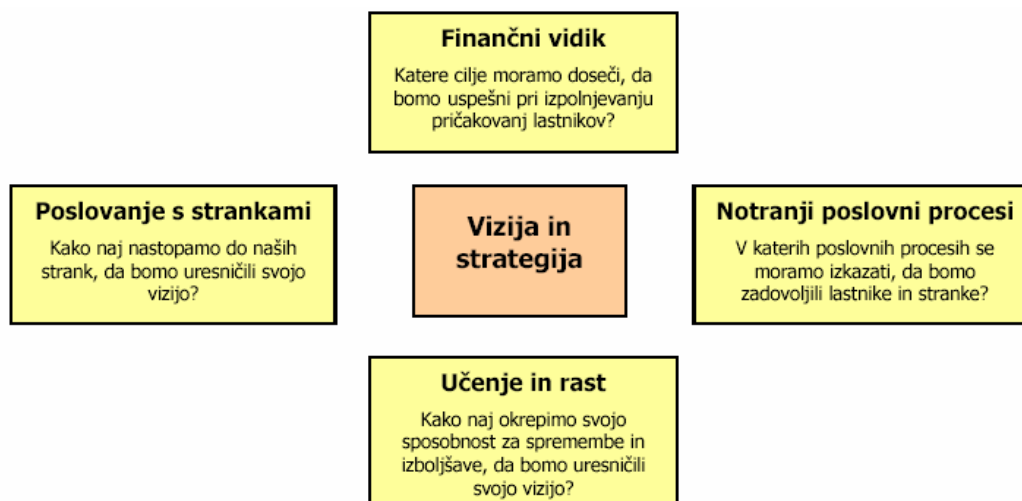 Finančni vidik
Katere cilje moramo doseči, da
bomo uspešni pri izpolnjevanju
pričakovanj lastnikov?
Poslovanje s strankami
Kako naj nastopamo do naših
strank, da bomo uresničili svojo
vizijo?
Vizija in
strategija
Notranji poslovni procesi
V katerih poslovnih procesih se
moramo izkazati, da bomo
zadovoljili lastnike in stranke?
Učenje in rast
Kako naj okrepimo svojo
sposobnost za spremembe in
izboljšave, da bomo uresničili
svojo vizijo?